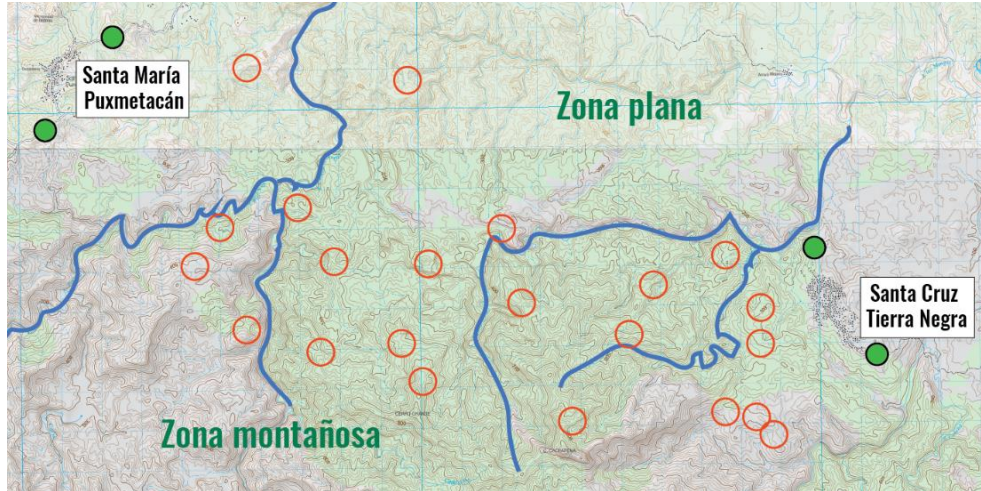 Santa María
Puxmetacán
Zona plana
Santa Cruz
Tierra Negra
Zona montañosa